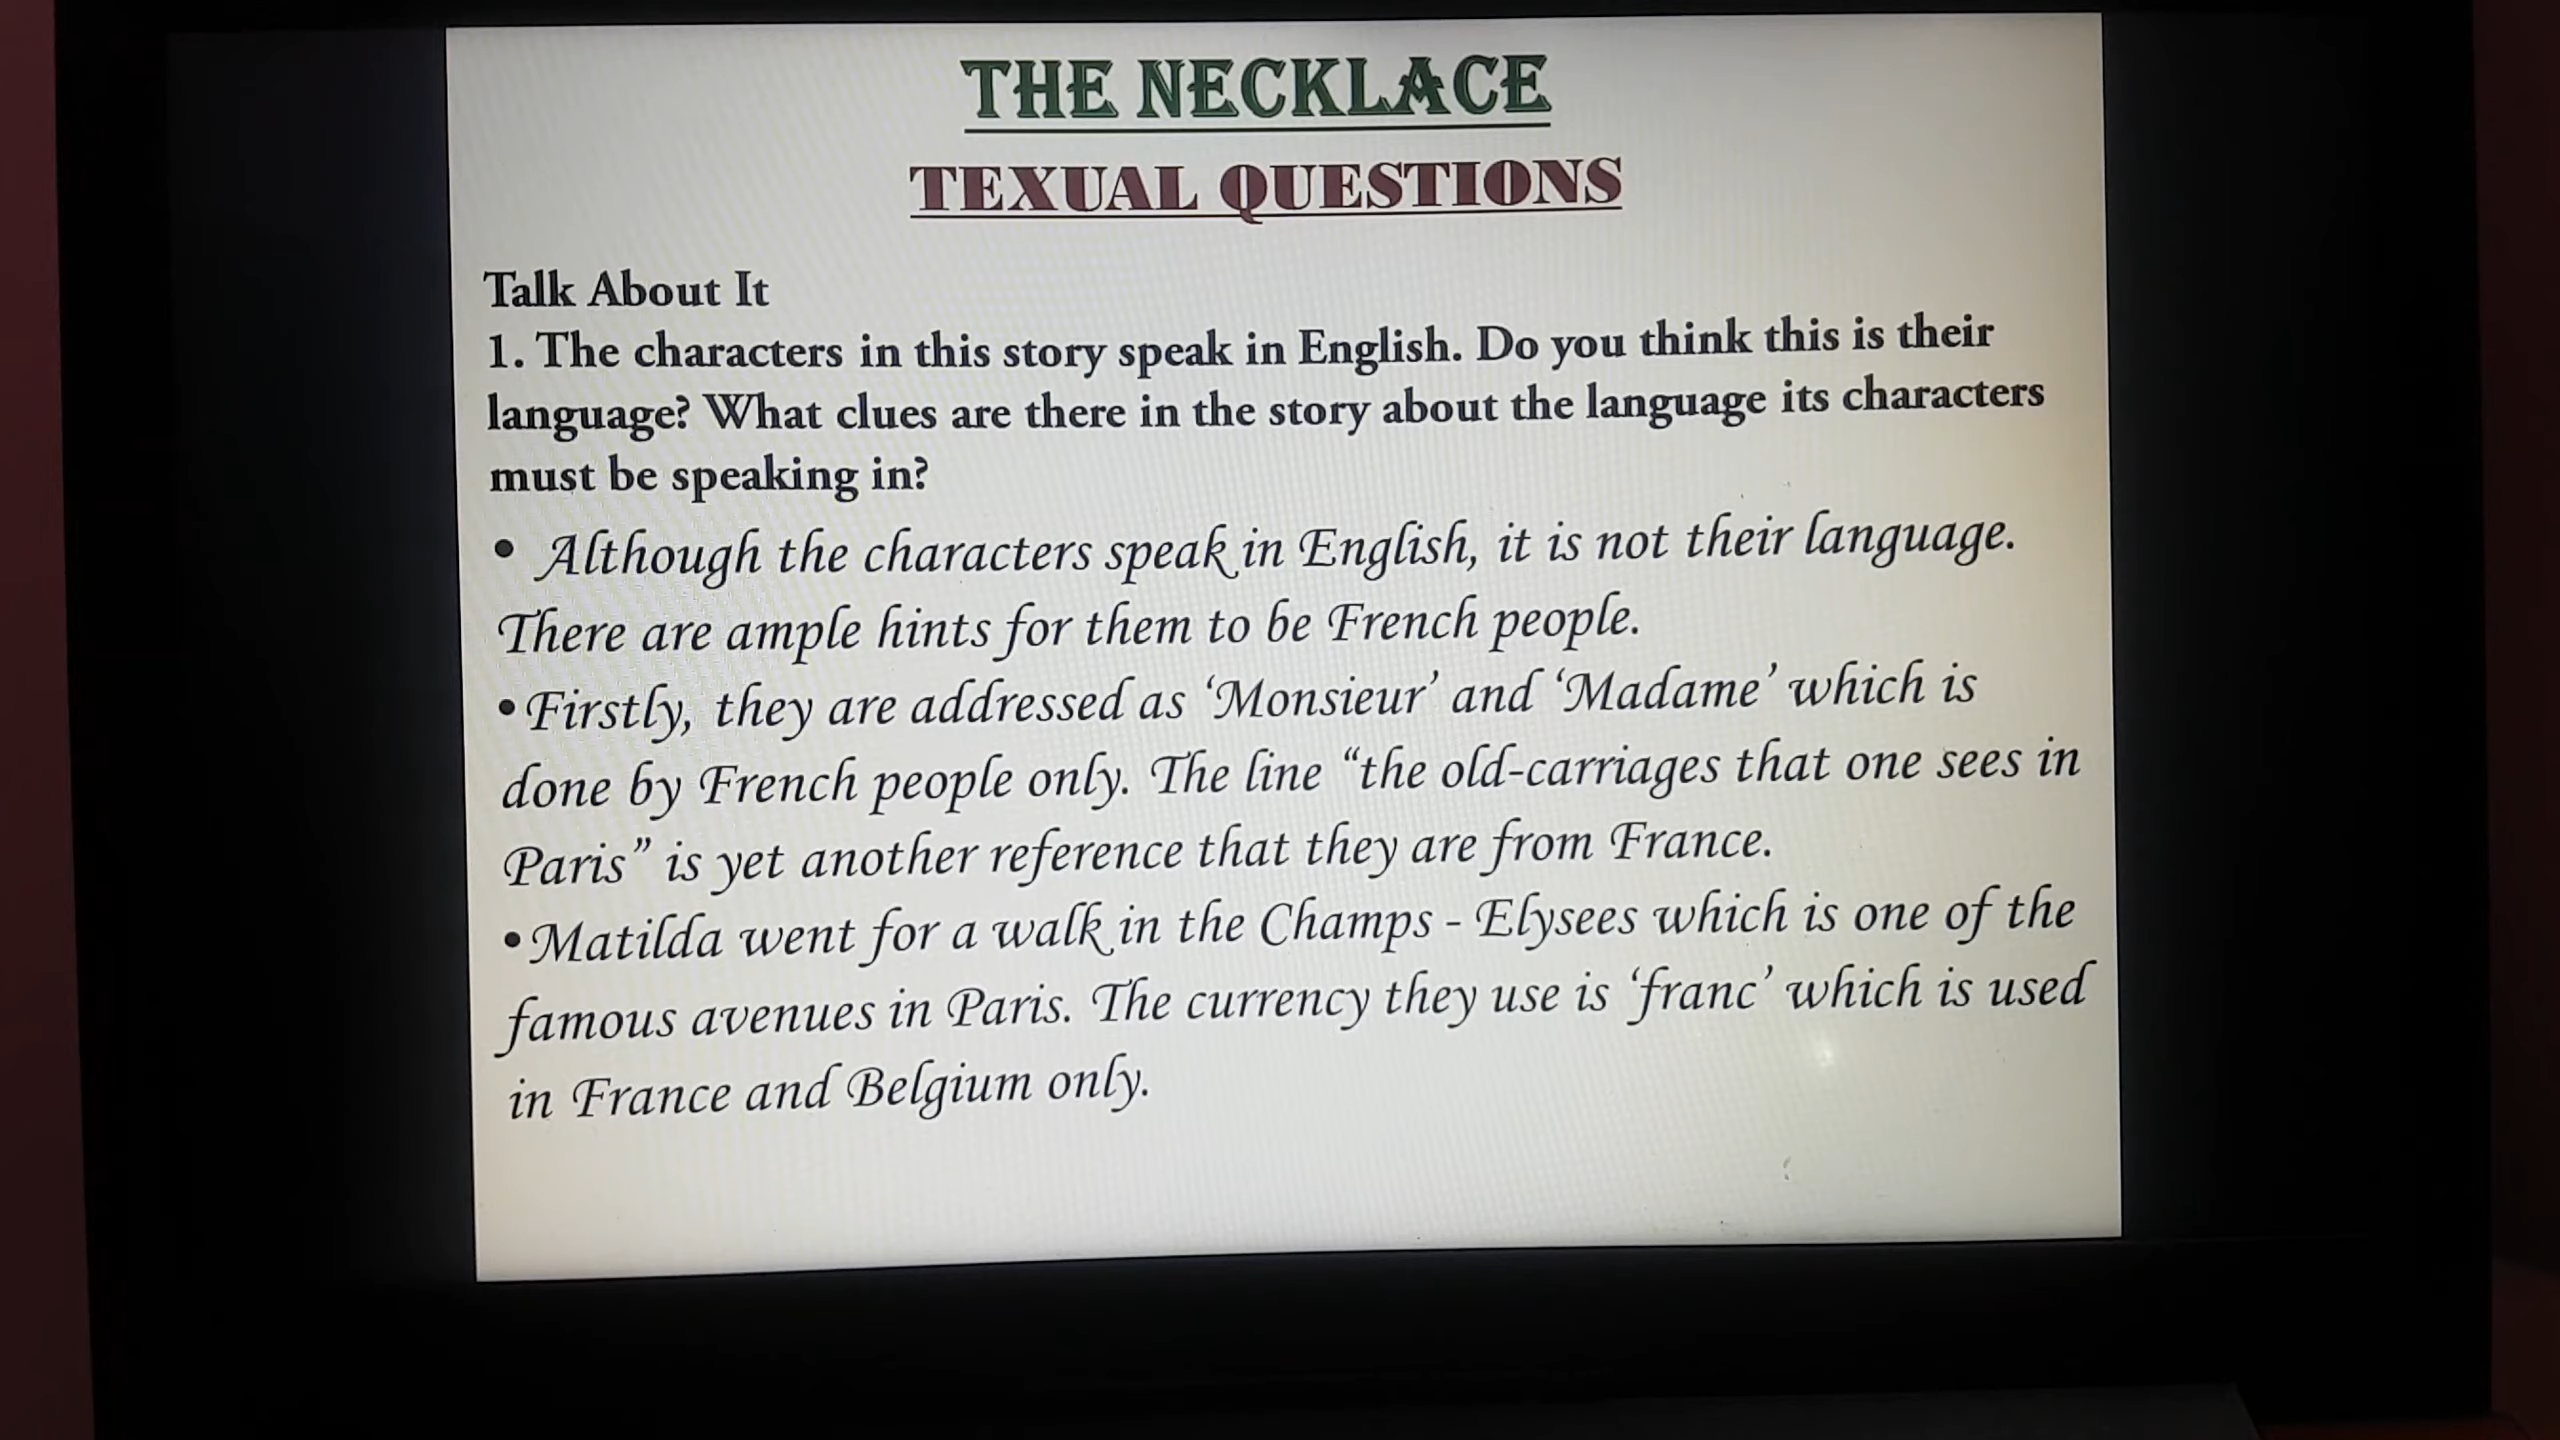 THE NECKLACE
TEXUAL QUESTIONS
Talk About It
1. The characters in this story speak in English. Do you think this is their
language? What clues are there in the story about the language its characters
must be speaking in?
• Although the characters speak in English, it is not their language.
There are ample hints for them to be French people.
•Firstly, they are addressed as ‘Monsieur’ and ‘Madame’ which is
done by French people only. The line “the old-carriages that one sees in
Paris” is yet another reference that they are from France.
•Matilda went for a walk in the Champs - Elysees which is one of the
famous avenues in Paris. The currency they use is ‘franc’ which is used
in France and Belgium only.